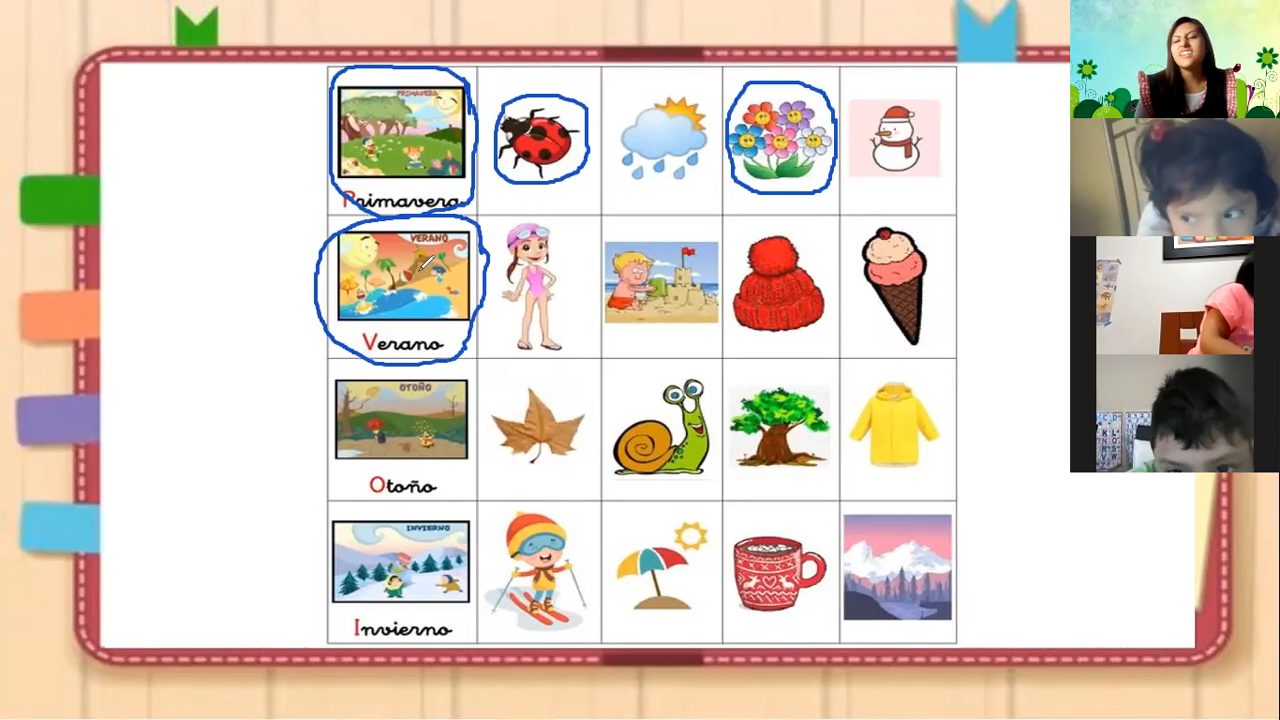 PRIMAVERA
Primavera
VERANO
Verano
OTOÑO
Otoño
INVIERNO
Invierno